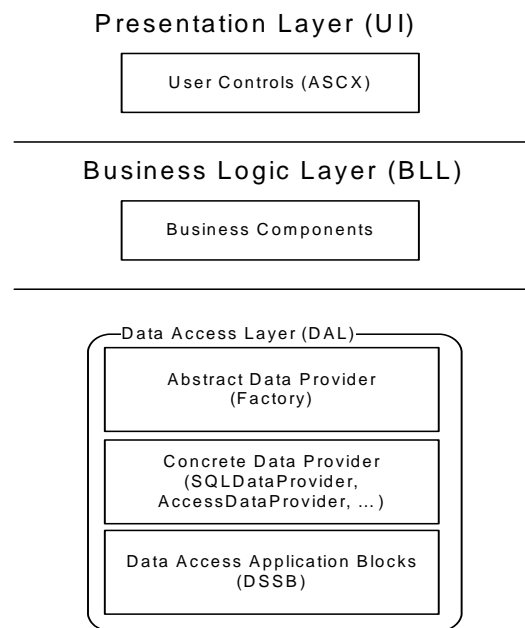 Presentation Layer (UI)
User Controls (ASCX)
Business Logic Layer (BLL)
Business Components
Data Access Layer (DAL)
Abstract Data Provider
(Factory)
Concrete Data Provider
(SQLDataProvider,
AccessDataProvider, ...)
Data Access Application Blocks
(DSSB)